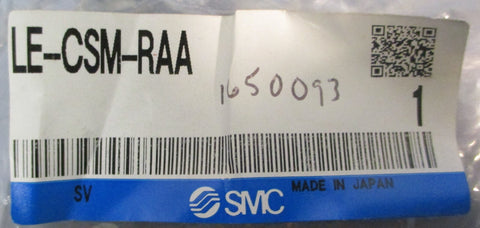 LE-CSM-RAA
1650093
1
SV
SMC
MADE IN JAPAN